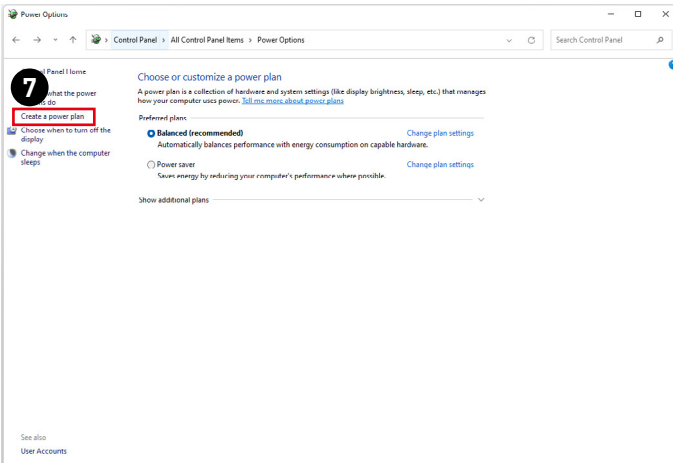 Power Options
Control Panel > All Control Panel Items > Power Options
Search Control Panel
Panel Home
7
what the power
do
Create a power plan
Choose when to turn off the
display
Change when the computer
sleeps
Choose or customize a power plan
A power plan is a collection of hardware and system settings (like display brightness, sleep, etc.) that manages
how your computer uses power. Tell me more about power plans
Preferred plans
Balanced (recommended) Change plan settings
Automatically balances performance with energy consumption on capable hardware.
Power saver Change plan settings
Saves energy by reducing your computer's performance where possible.
Show additional plans
See also
User Accounts